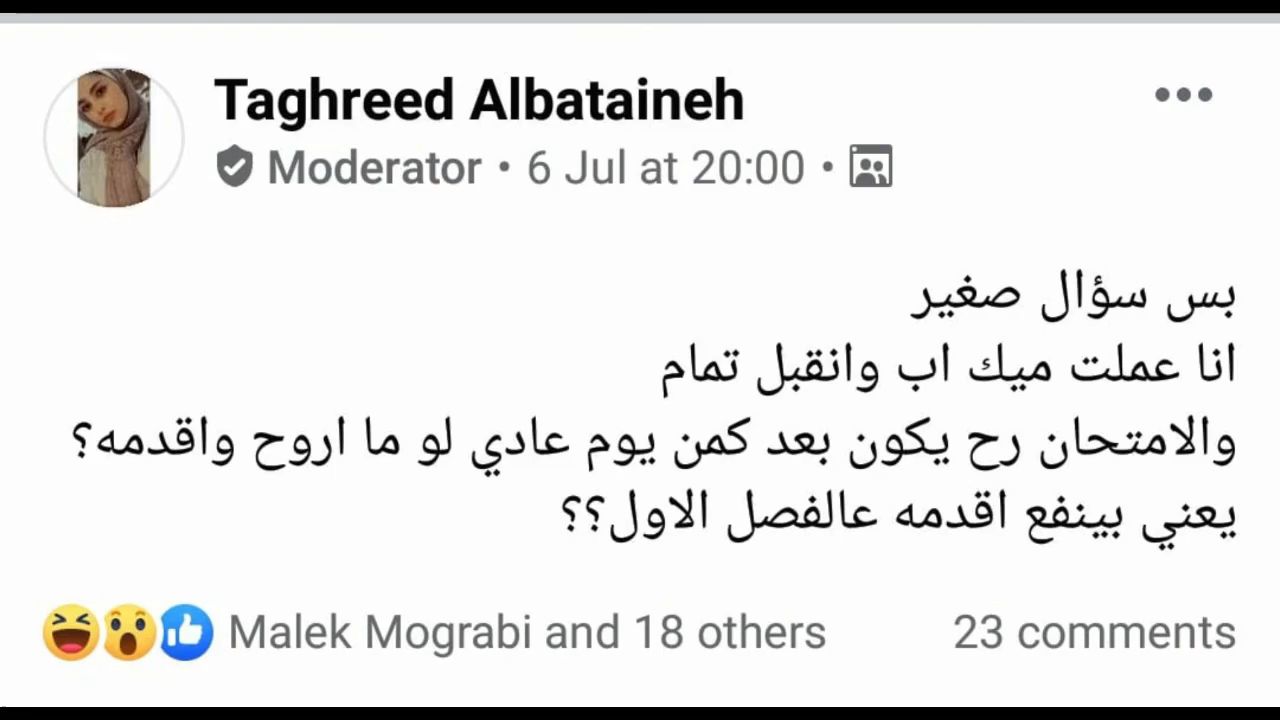 Taghreed Albataineh
Moderator • 6 Jul at 20:00 •
بس سؤال صغير
انا عملت ميك اب وانقبل تمام
والامتحان رح يكون بعد كمن يوم عادي لو ما اروح واقدمه؟
يعني بينفع اقدمه عالفصل الاول؟؟
Malek Mograbi and 18 others
23 comments